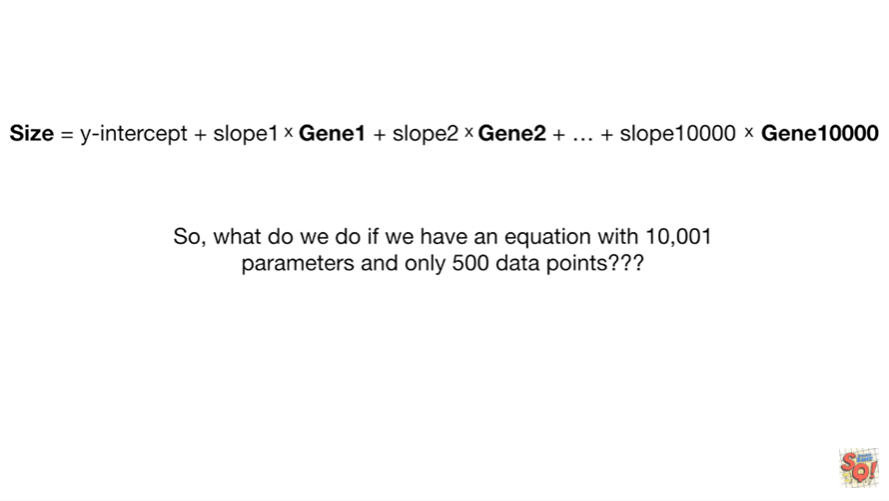 Size = y-intercept + slope1 x Gene1 + slope2 x Gene2 + … + slope10000 x Gene10000
So, what do we do if we have an equation with 10,001
parameters and only 500 data points???
SQ!